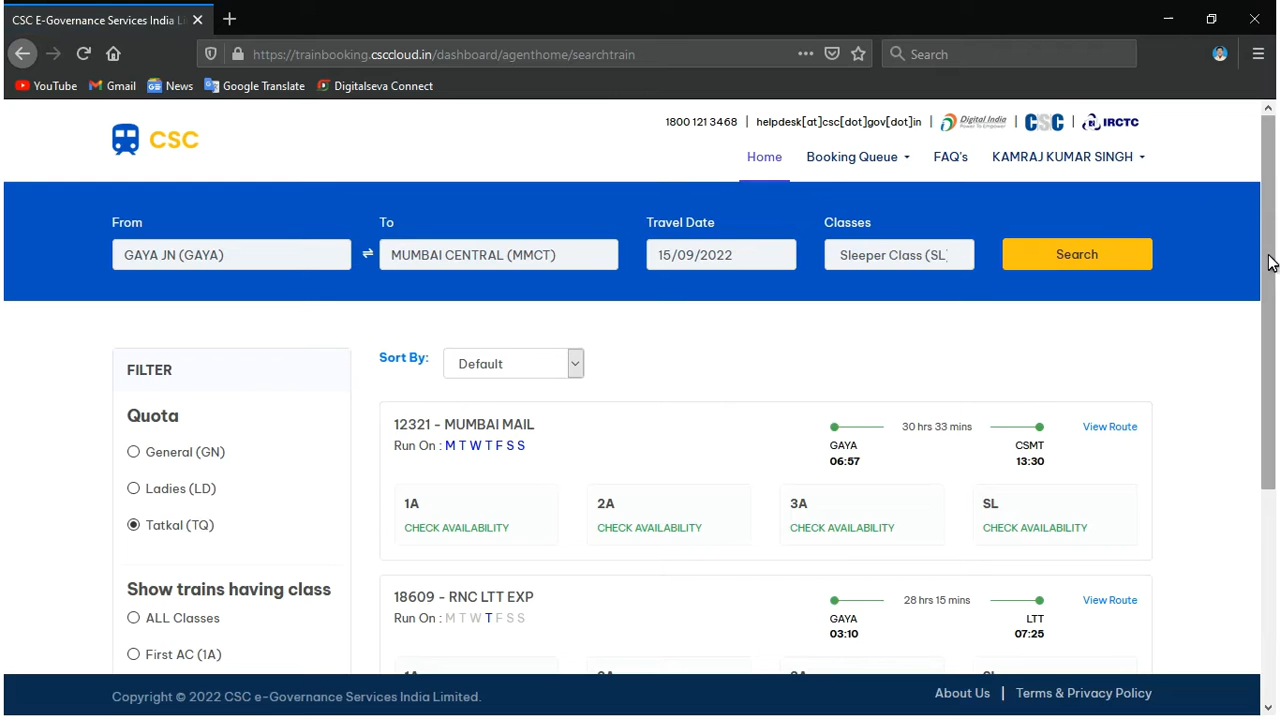 CSC E-Governance Services India Li
https://trainbooking.csccloud.in/dashboard/agenthome/searchtrain
Search
YouTube
Gmail
News
Google Translate
Digitalseva Connect
CSC
1800 121 3468 | helpdesk[at]csc[dot]gov[dot]in | Digital India Power To Empower | CSC | IRCTC
Home
Booking Queue
FAQ's
KAMRAJ KUMAR SINGH
From
To
Travel Date
Classes
GAYA JN (GAYA)
MUMBAI CENTRAL (MMCT)
15/09/2022
Sleeper Class (SL)
Search
FILTER
Quota
General (GN)
Ladies (LD)
Tatkal (TQ)
Show trains having class
ALL Classes
First AC (1A)
Sort By:
Default
12321 - MUMBAI MAIL
Run On : M T W T F S S
30 hrs 33 mins
GAYA
06:57
CSMT
13:30
View Route
1A
CHECK AVAILABILITY
2A
CHECK AVAILABILITY
3A
CHECK AVAILABILITY
SL
CHECK AVAILABILITY
18609 - RNC LTT EXP
Run On : M T W T F S S
28 hrs 15 mins
GAYA
03:10
LTT
07:25
View Route
Copyright © 2022 CSC e-Governance Services India Limited.
About Us | Terms & Privacy Policy